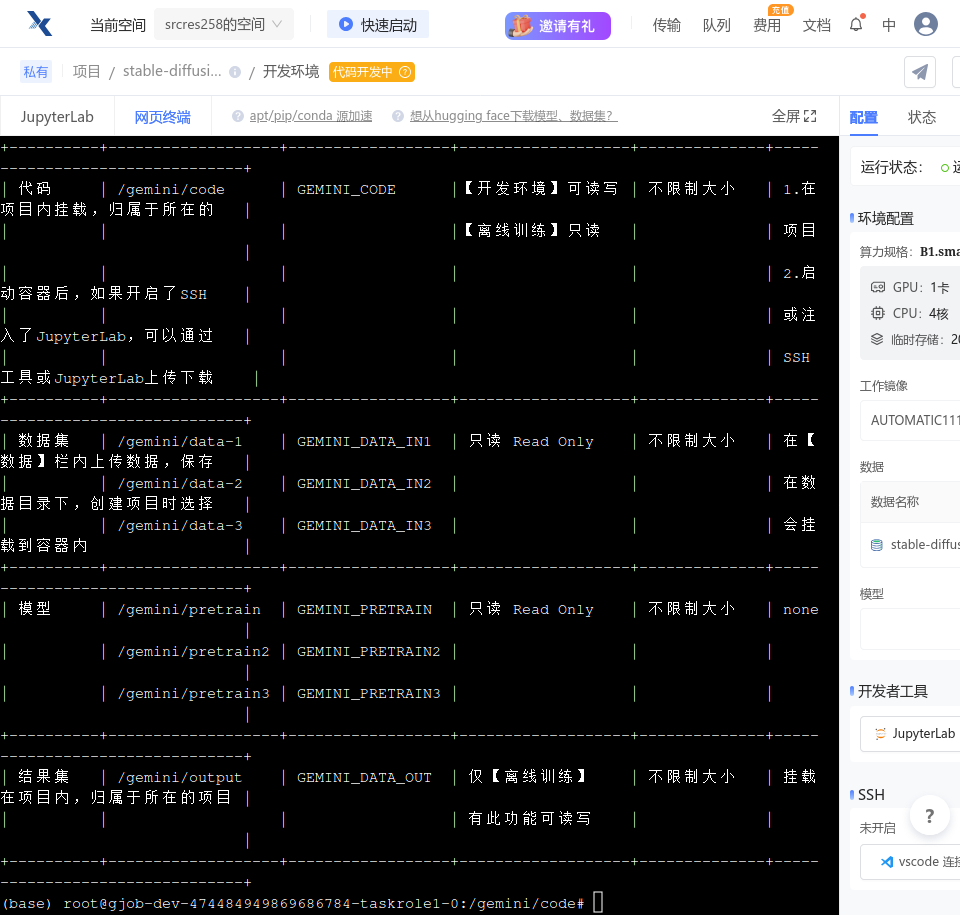 当前空间 srcres258的空间 快速启动 邀请有礼 传输 队列 费用 充值 文档 中
私有 项目 / stable-diffusi... / 开发环境 代码开发中
JupyterLab 网页终端 apt/pip/conda 源加速 想从hugging face下载模型、数据集? 全屏 配置 状态
+----------+-------------------+------------------+-------------------+--------------+-----
--------------------------+
| 代码 | /gemini/code | GEMINI_CODE |【开发环境】可读写 | 不限制大小 | 1.在
项目内挂载，归属于所在的 |
| | | |【离线训练】只读 | | 项目
|
| | | | | | 2.启
动容器后，如果开启了SSH |
| | | | | | 或注
入了JupyterLab，可以通过 |
| | | | | | SSH
工具或JupyterLab上传下载 |
+----------+-------------------+------------------+-------------------+--------------+-----
--------------------------+
| 数据集 | /gemini/data-1 | GEMINI_DATA_IN1 | 只读 Read Only | 不限制大小 | 在【
数据】栏内上传数据，保存 |
| | /gemini/data-2 | GEMINI_DATA_IN2 | | | 在数
据目录下，创建项目时选择 |
| | /gemini/data-3 | GEMINI_DATA_IN3 | | | 会挂
载到容器内 |
+----------+-------------------+------------------+-------------------+--------------+-----
--------------------------+
| 模型 | /gemini/pretrain | GEMINI_PRETRAIN | 只读 Read Only | 不限制大小 | none
|
| | /gemini/pretrain2 | GEMINI_PRETRAIN2 | | |
|
| | /gemini/pretrain3 | GEMINI_PRETRAIN3 | | |
|
+----------+-------------------+------------------+-------------------+--------------+-----
--------------------------+
| 结果集 | /gemini/output | GEMINI_DATA_OUT | 仅【离线训练】 | 不限制大小 | 挂载
在项目内，归属于所在的项目 |
| | | | 有此功能可读写 | |
|
+----------+-------------------+------------------+-------------------+--------------+-----
--------------------------+
(base) root@gjob-dev-474484949869686784-taskrole1-0:/gemini/code#
运行状态： 运
环境配置
算力规格： B1.sma
GPU： 1卡
CPU： 4核
临时存储： 20
工作镜像
AUTOMATIC111
数据
数据名称
stable-diffus
模型
开发者工具
JupyterLab
SSH
未开启
?
vscode 连接